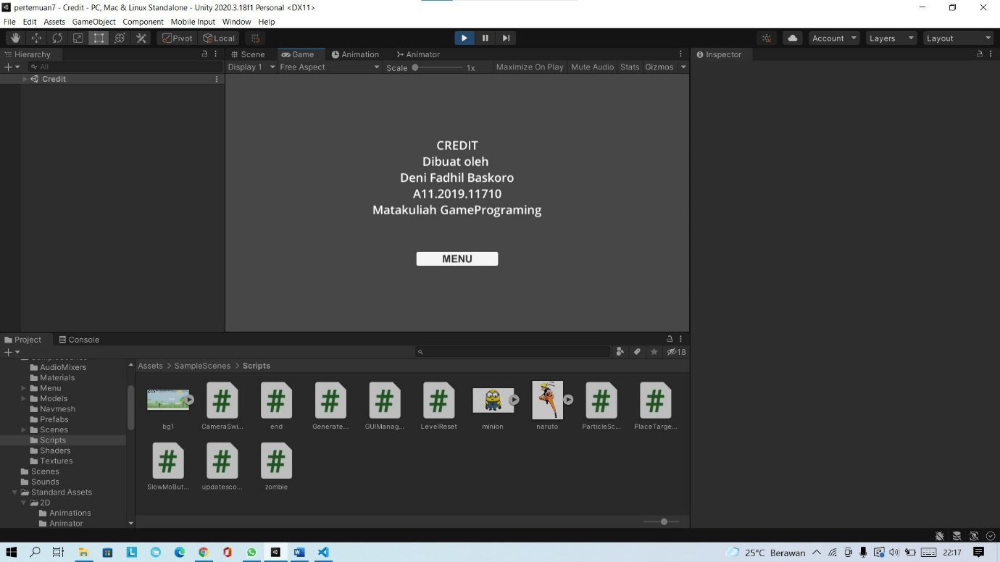 pertemuan7 - Credit - PC, Mac & Linux Standalone - Unity 2020.3.18f1 Personal <DX11>
File Edit Assets GameObject Component Mobile Input Window Help
Pivot Local Account Layers Layout
Hierarchy Scene Game Animation Animator Inspector
All Display 1 Free Aspect Scale 1x Maximize On Play Mute Audio Stats Gizmos
Credit
CREDIT
Dibuat oleh
Deni Fadhil Baskoro
A11.2019.11710
Matakuliah GamePrograming
MENU
Project Console
18
AudioMixers
Materials
Menu
Models
Navmesh
Prefabs
Scenes
Scripts
Shaders
Textures
Scenes
Sounds
Standard Assets
2D
Animations
Animator
Assets > SampleScenes > Scripts
bg1 CameraSwi... end Generate... GUIManag... LevelReset minion naruto ParticleSc... PlaceTarge...
SlowMoBut... updatesco... zombie
25°C Berawan 22:17